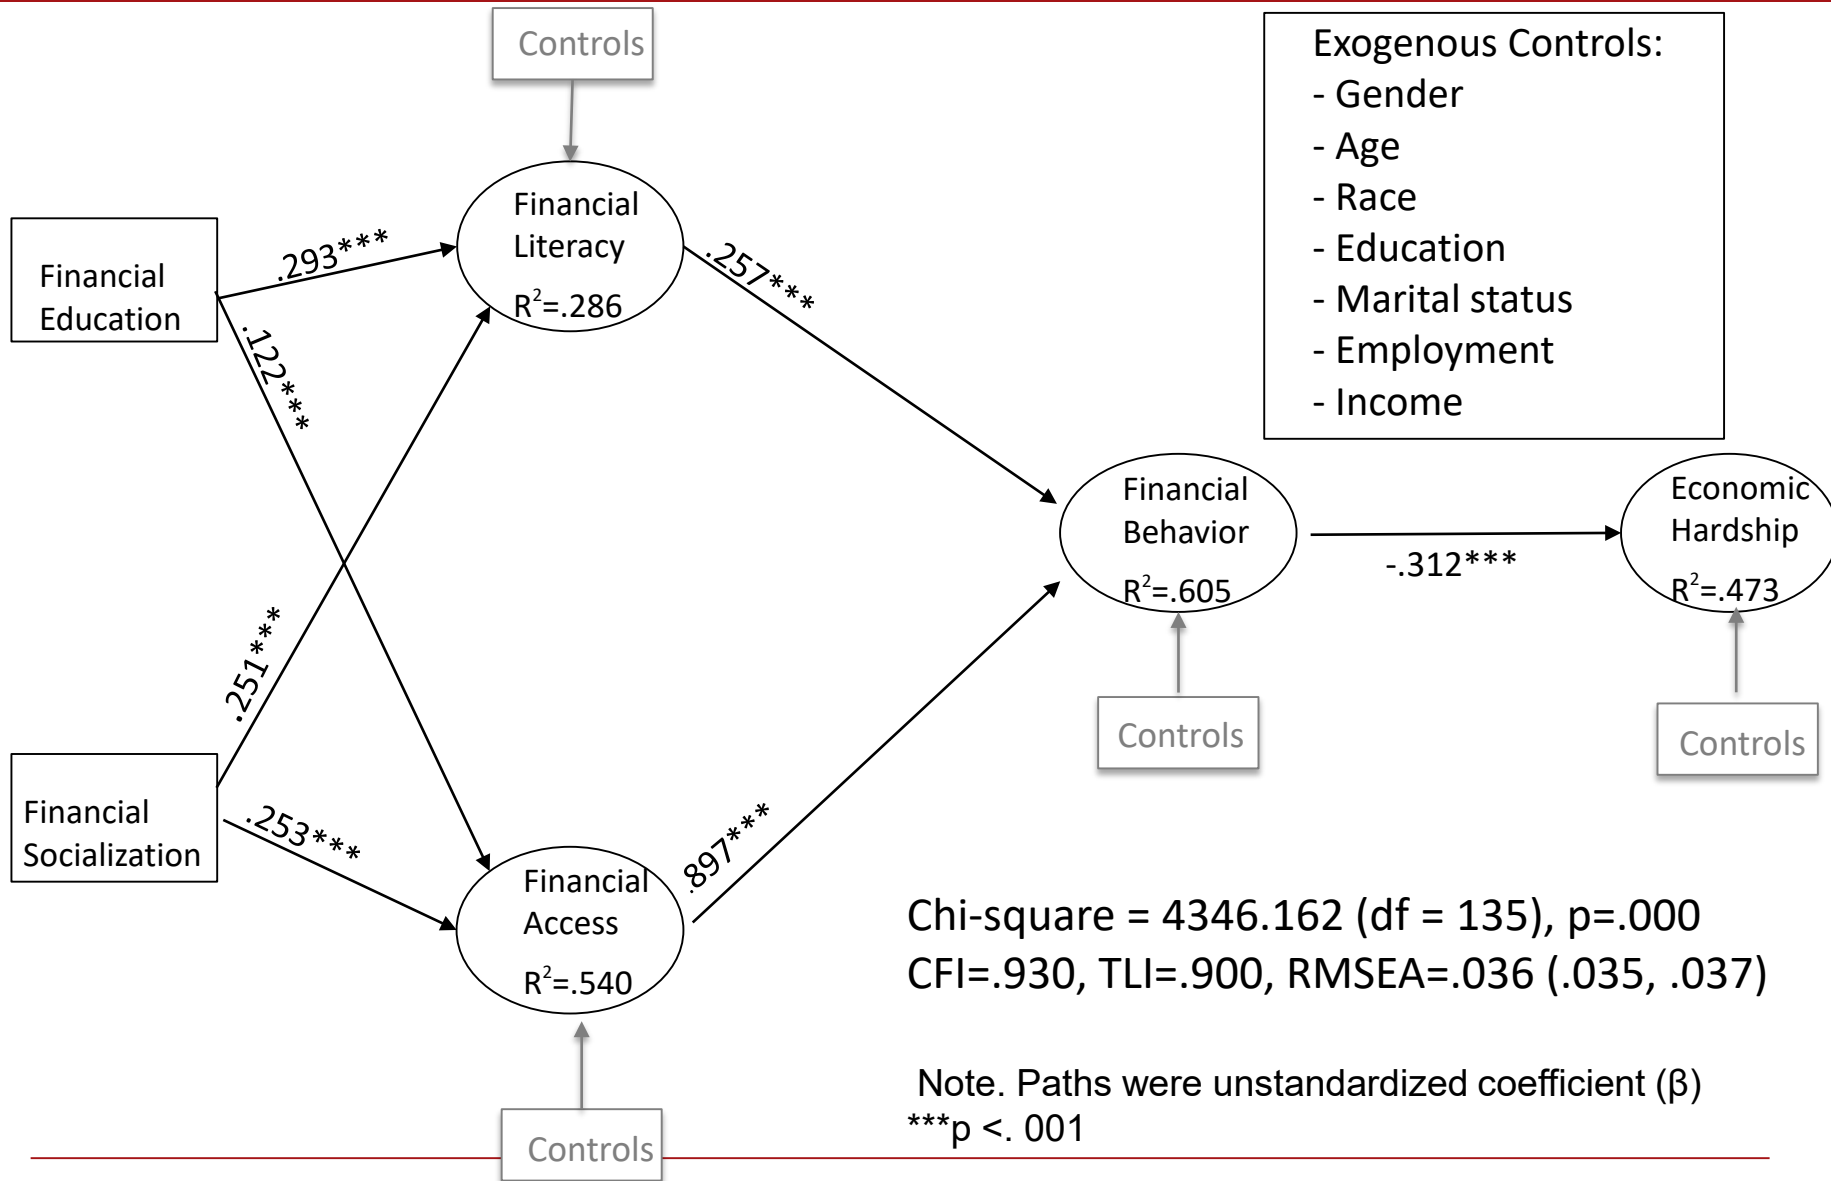 Controls
Exogenous Controls:
- Gender
- Age
- Race
- Education
- Marital status
- Employment
- Income
Financial
Literacy
R²=.286
Financial
Education
.293***
.122***
.257***
Financial
Behavior
R²=.605
-.312***
Economic
Hardship
R²=.473
.251***
Controls
Controls
Financial
Socialization
.253***
.897***
Financial
Access
R²=.540
Chi-square = 4346.162 (df = 135), p=.000
CFI=.930, TLI=.900, RMSEA=.036 (.035, .037)
Note. Paths were unstandardized coefficient (β)
***p <. 001
Controls